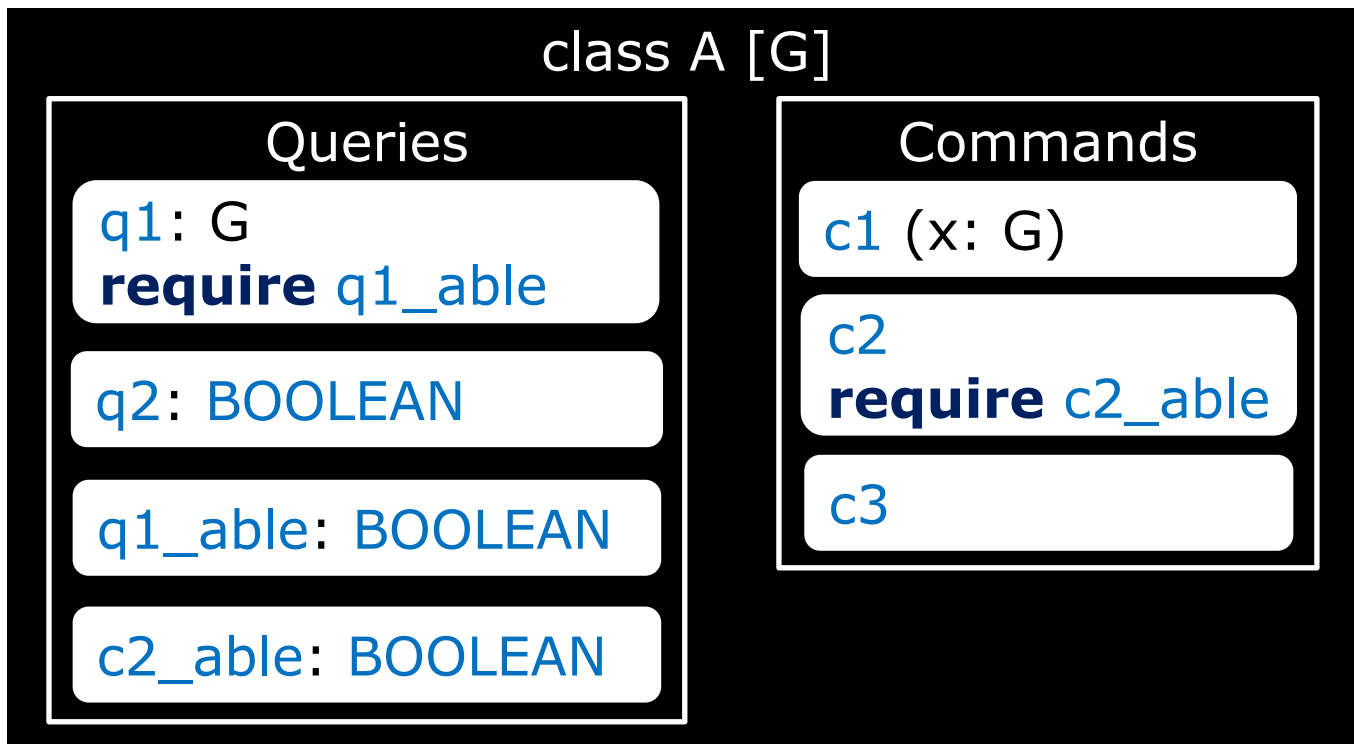 class A [G]
Queries
q1: G
require q1_able
q2: BOOLEAN
q1_able: BOOLEAN
c2_able: BOOLEAN
Commands
c1 (x: G)
c2
require c2_able
c3